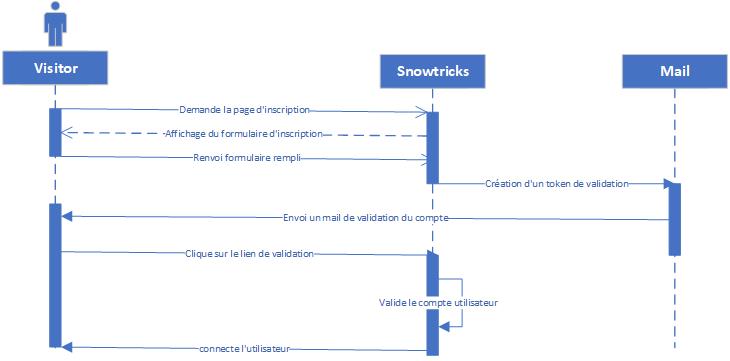 Visitor
Snowtricks
Mail
Demande la page d'inscription
Affichage du formulaire d'inscription
Renvoi formulaire rempli
Création d'un token de validation
Envoi un mail de validation du compte
Clique sur le lien de validation
Valide le compte utilisateur
connecte l'utilisateur